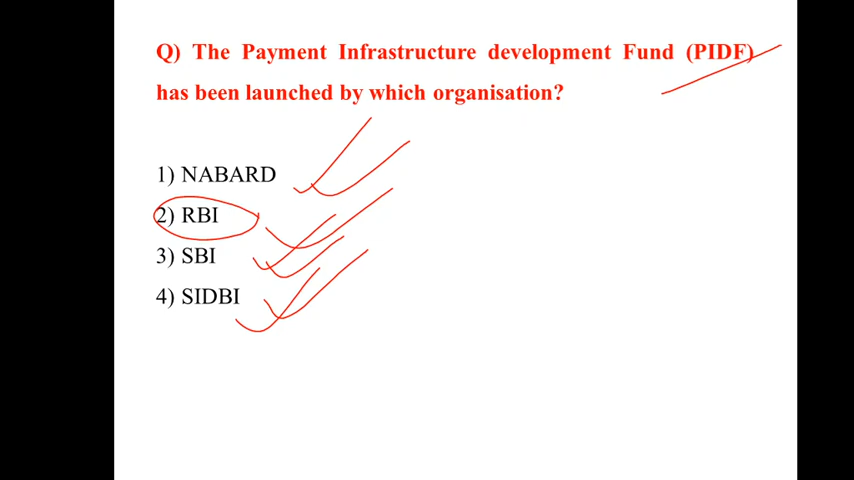 Q) The Payment Infrastructure development Fund (PIDF)
has been launched by which organisation?
1) NABARD
2) RBI
3) SBI
4) SIDBI